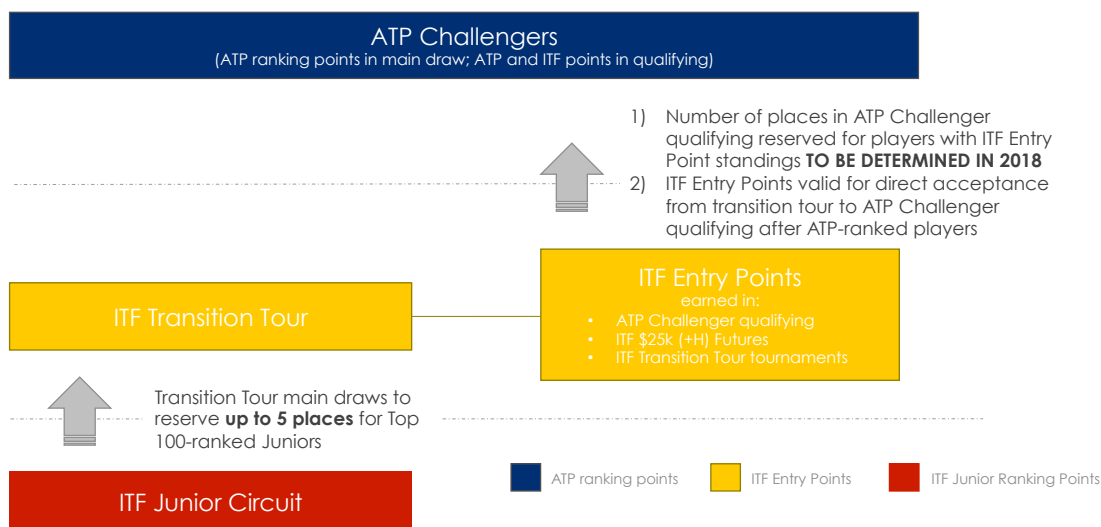 ATP Challengers
(ATP ranking points in main draw; ATP and ITF points in qualifying)
1) Number of places in ATP Challenger
qualifying reserved for players with ITF Entry
Point standings TO BE DETERMINED IN 2018
2) ITF Entry Points valid for direct acceptance
from transition tour to ATP Challenger
qualifying after ATP-ranked players
ITF Transition Tour
ITF Entry Points
earned in:
• ATP Challenger qualifying
• ITF $25k (+H) Futures
• ITF Transition Tour tournaments
Transition Tour main draws to
reserve up to 5 places for Top
100-ranked Juniors
ITF Junior Circuit
ATP ranking points
ITF Entry Points
ITF Junior Ranking Points